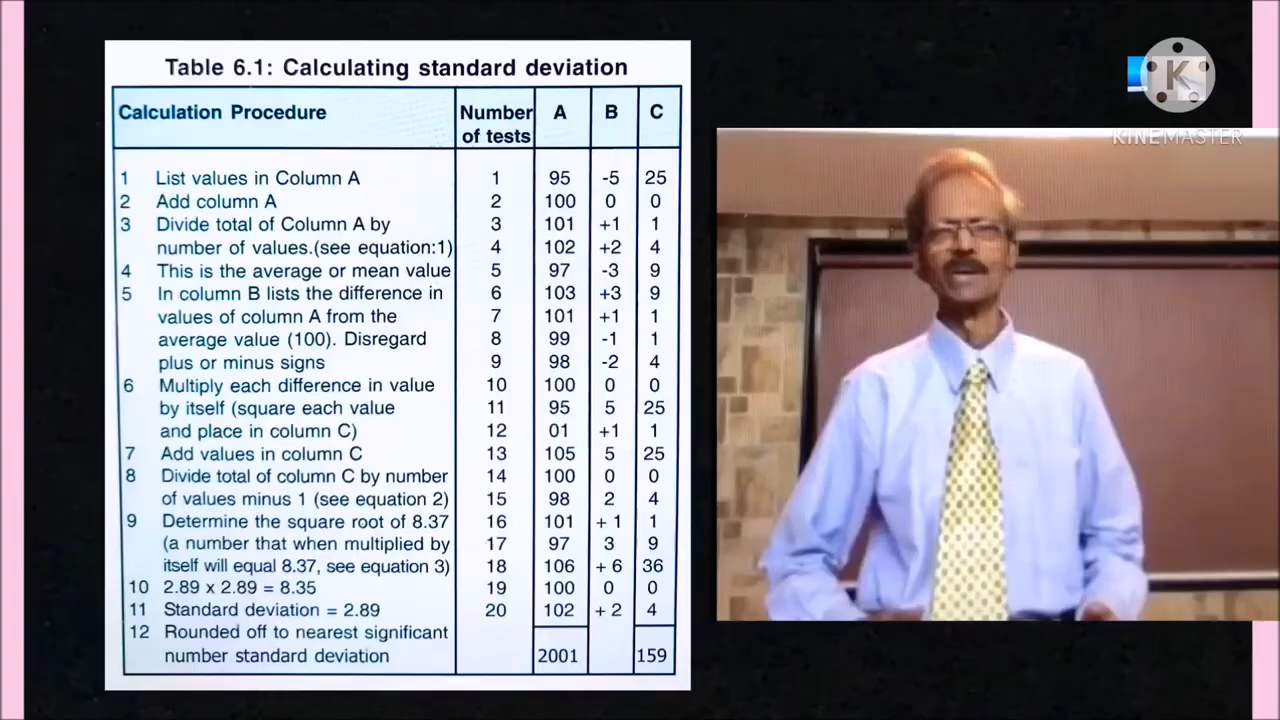 Table 6.1: Calculating standard deviation
Calculation Procedure Number of tests A B C
1 List values in Column A 1 95 -5 25
2 Add column A 2 100 0 0
3 Divide total of Column A by 3 101 +1 1
number of values.(see equation:1) 4 102 +2 4
4 This is the average or mean value 5 97 -3 9
5 In column B lists the difference in 6 103 +3 9
values of column A from the 7 101 +1 1
average value (100). Disregard 8 99 -1 1
plus or minus signs 9 98 -2 4
6 Multiply each difference in value 10 100 0 0
by itself (square each value 11 95 5 25
and place in column C) 12 01 +1 1
7 Add values in column C 13 105 5 25
8 Divide total of column C by number 14 100 0 0
of values minus 1 (see equation 2) 15 98 2 4
9 Determine the square root of 8.37 16 101 + 1 1
(a number that when multiplied by 17 97 3 9
itself will equal 8.37, see equation 3) 18 106 + 6 36
10 2.89 x 2.89 = 8.35 19 100 0 0
11 Standard deviation = 2.89 20 102 + 2 4
12 Rounded off to nearest significant
number standard deviation 2001 159
K
KINEMASTER